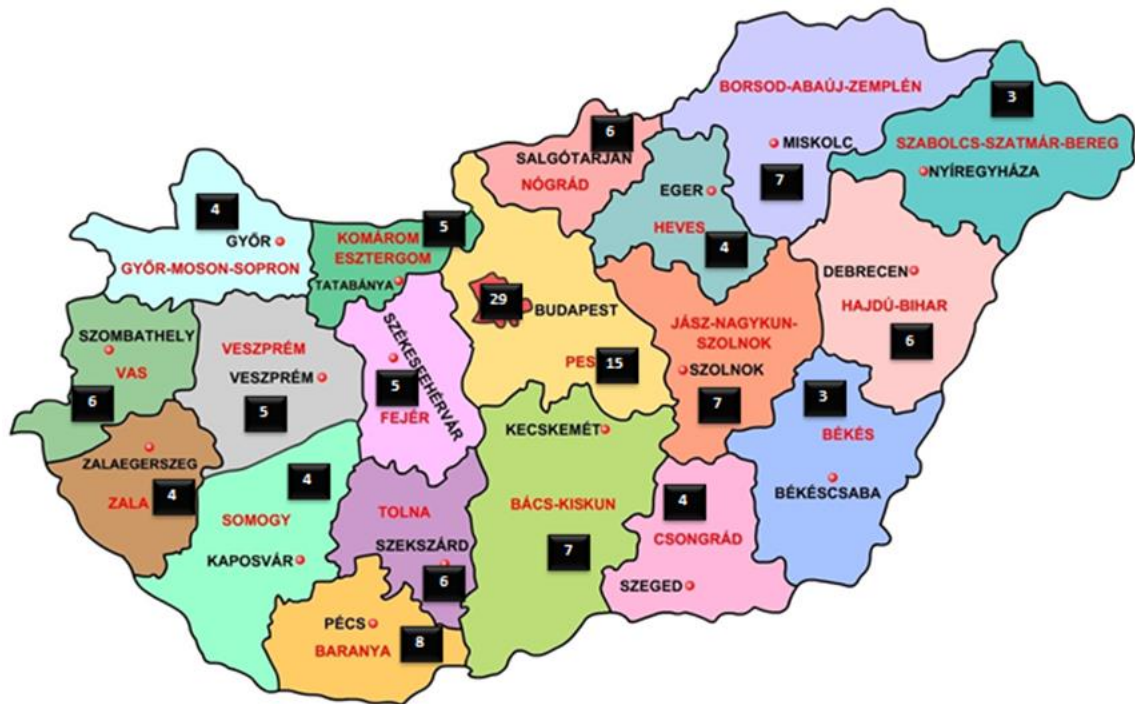 BORSOD-ABAÚJ-ZEMPLÉN
3
6
SZABOLCS-SZATMÁR-BEREG
MISKOLC
SALGÓTARJÁN
NYÍREGYHÁZA
NÓGRÁD
7
EGER
4
5
HEVES
4
KOMÁROM
ESZTERGOM
GYŐR
GYŐR-MOSON-SOPRON
DEBRECEN
TATABÁNYA
29
BUDAPEST
HAJDÚ-BIHAR
JÁSZ-NAGYKUN-
SZOLNOK
6
SZOMBATHELY
VESZPRÉM
SZÉKESFEHÉRVÁR
VAS
VESZPRÉM
PES
15
SZOLNOK
5
6
5
FEJÉR
7
3
KECSKEMÉT
BÉKÉS
ZALAEGERSZEG
4
4
ZALA
SOMOGY
TOLNA
BÁCS-KISKUN
4
BÉKÉSCSABA
CSONGRÁD
SZEKSZÁRD
KAPOSVÁR
7
6
SZEGED
PÉCS
8
BARANYA